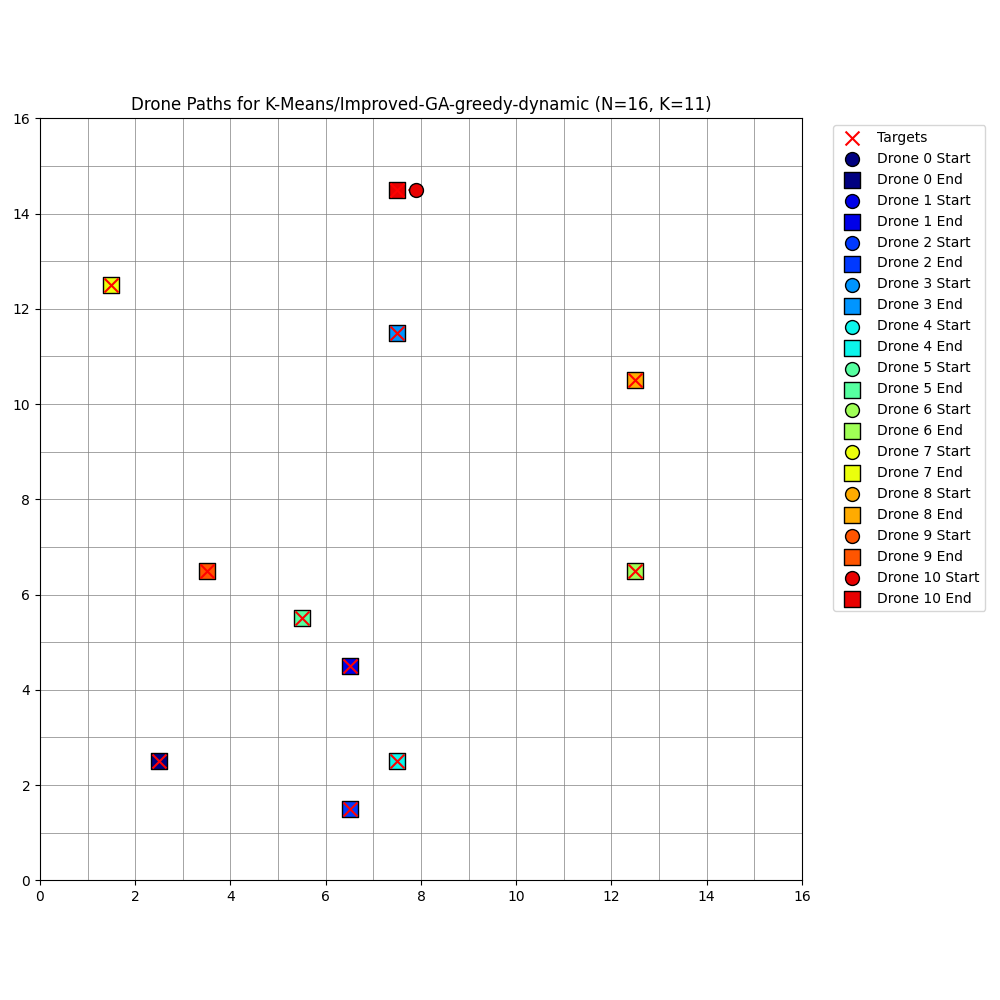 Drone Paths for K-Means/Improved-GA-greedy-dynamic (N=16, K=11)
16
14
12
10
8
6
4
2
0
0 2 4 6 8 10 12 14 16
Targets
Drone 0 Start
Drone 0 End
Drone 1 Start
Drone 1 End
Drone 2 Start
Drone 2 End
Drone 3 Start
Drone 3 End
Drone 4 Start
Drone 4 End
Drone 5 Start
Drone 5 End
Drone 6 Start
Drone 6 End
Drone 7 Start
Drone 7 End
Drone 8 Start
Drone 8 End
Drone 9 Start
Drone 9 End
Drone 10 Start
Drone 10 End